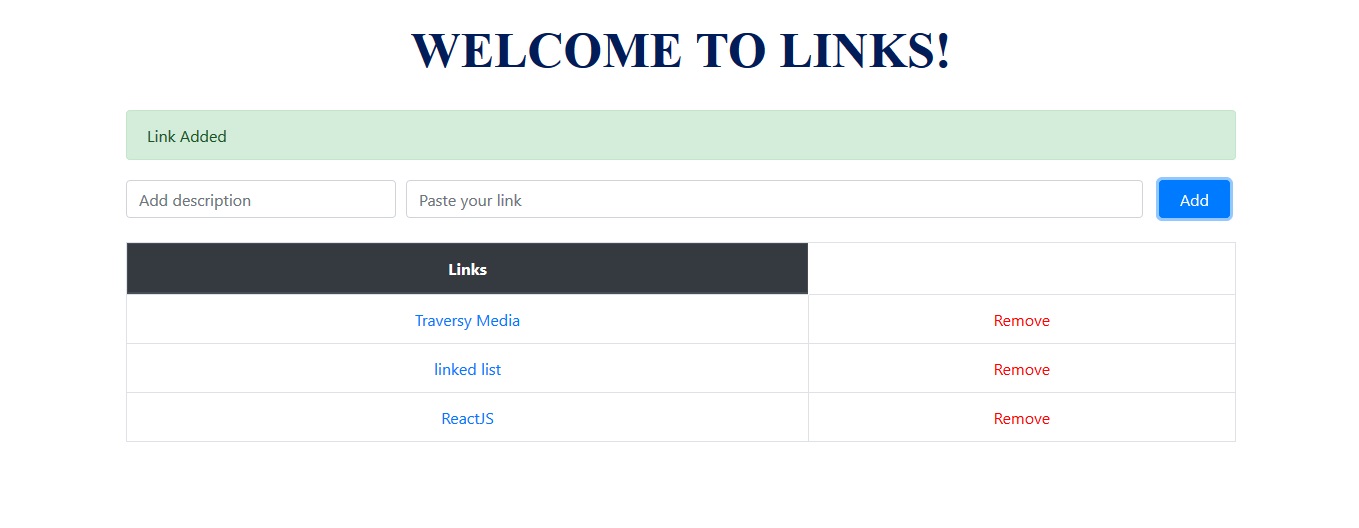 WELCOME TO LINKS!
Link Added
Add description Paste your link Add
Links
Traversy Media Remove
linked list Remove
ReactJS Remove